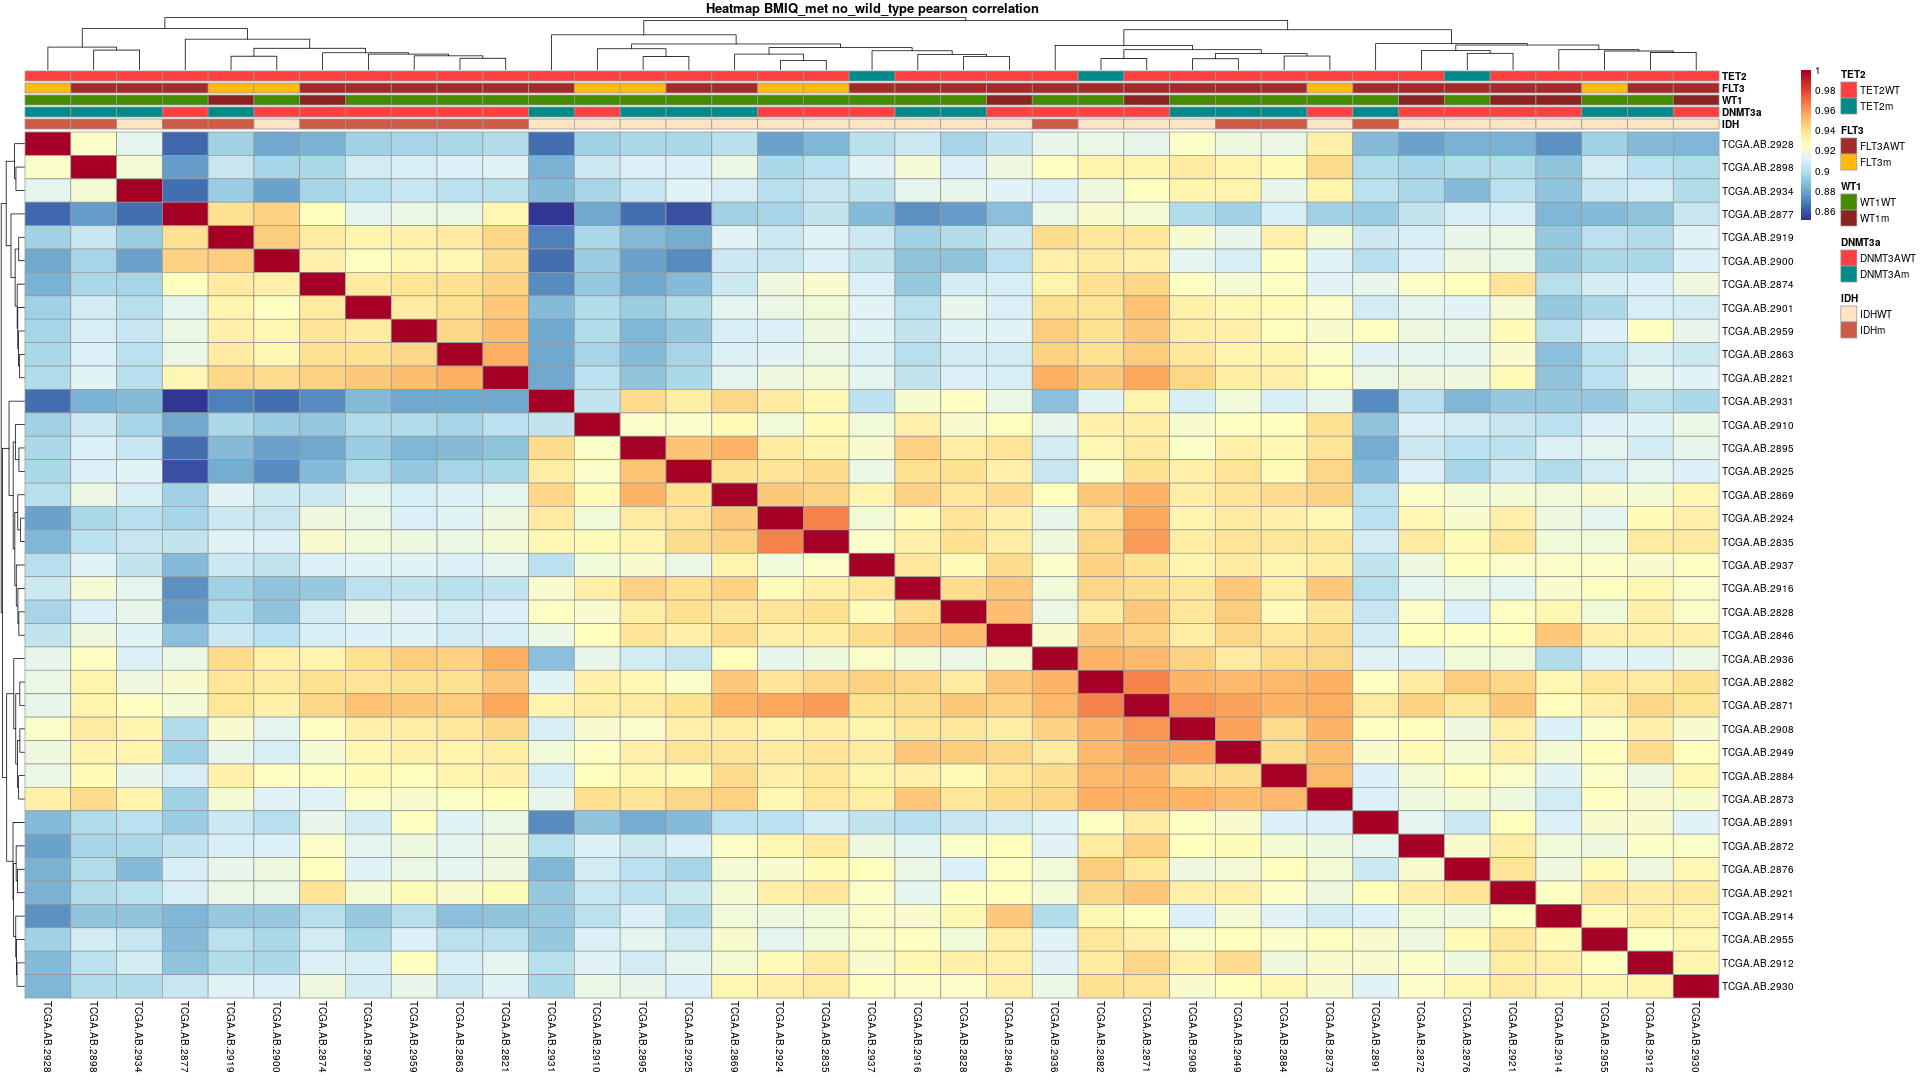 Heatmap BMIQ_met no_wild_type pearson correlation
TET2
FLT3
WT1
DNMT3a
IDH
TCGA.AB.2928
TCGA.AB.2898
TCGA.AB.2934
TCGA.AB.2877
TCGA.AB.2919
TCGA.AB.2900
TCGA.AB.2874
TCGA.AB.2901
TCGA.AB.2959
TCGA.AB.2863
TCGA.AB.2821
TCGA.AB.2931
TCGA.AB.2910
TCGA.AB.2895
TCGA.AB.2925
TCGA.AB.2869
TCGA.AB.2924
TCGA.AB.2835
TCGA.AB.2937
TCGA.AB.2916
TCGA.AB.2828
TCGA.AB.2846
TCGA.AB.2936
TCGA.AB.2882
TCGA.AB.2871
TCGA.AB.2908
TCGA.AB.2949
TCGA.AB.2884
TCGA.AB.2873
TCGA.AB.2891
TCGA.AB.2872
TCGA.AB.2876
TCGA.AB.2921
TCGA.AB.2914
TCGA.AB.2955
TCGA.AB.2912
TCGA.AB.2930
1
0.98
0.96
0.94
0.92
0.9
0.88
0.86
TET2
TET2WT
TET2m
FLT3
FLT3AWT
FLT3m
WT1
WT1WT
WT1m
DNMT3a
DNMT3AWT
DNMT3Am
IDH
IDHWT
IDHm
TCGA.AB.2928
TCGA.AB.2898
TCGA.AB.2934
TCGA.AB.2877
TCGA.AB.2919
TCGA.AB.2900
TCGA.AB.2874
TCGA.AB.2901
TCGA.AB.2959
TCGA.AB.2863
TCGA.AB.2821
TCGA.AB.2931
TCGA.AB.2910
TCGA.AB.2895
TCGA.AB.2925
TCGA.AB.2869
TCGA.AB.2924
TCGA.AB.2835
TCGA.AB.2937
TCGA.AB.2916
TCGA.AB.2828
TCGA.AB.2846
TCGA.AB.2936
TCGA.AB.2882
TCGA.AB.2871
TCGA.AB.2908
TCGA.AB.2949
TCGA.AB.2884
TCGA.AB.2873
TCGA.AB.2891
TCGA.AB.2872
TCGA.AB.2876
TCGA.AB.2921
TCGA.AB.2914
TCGA.AB.2955
TCGA.AB.2912
TCGA.AB.2930